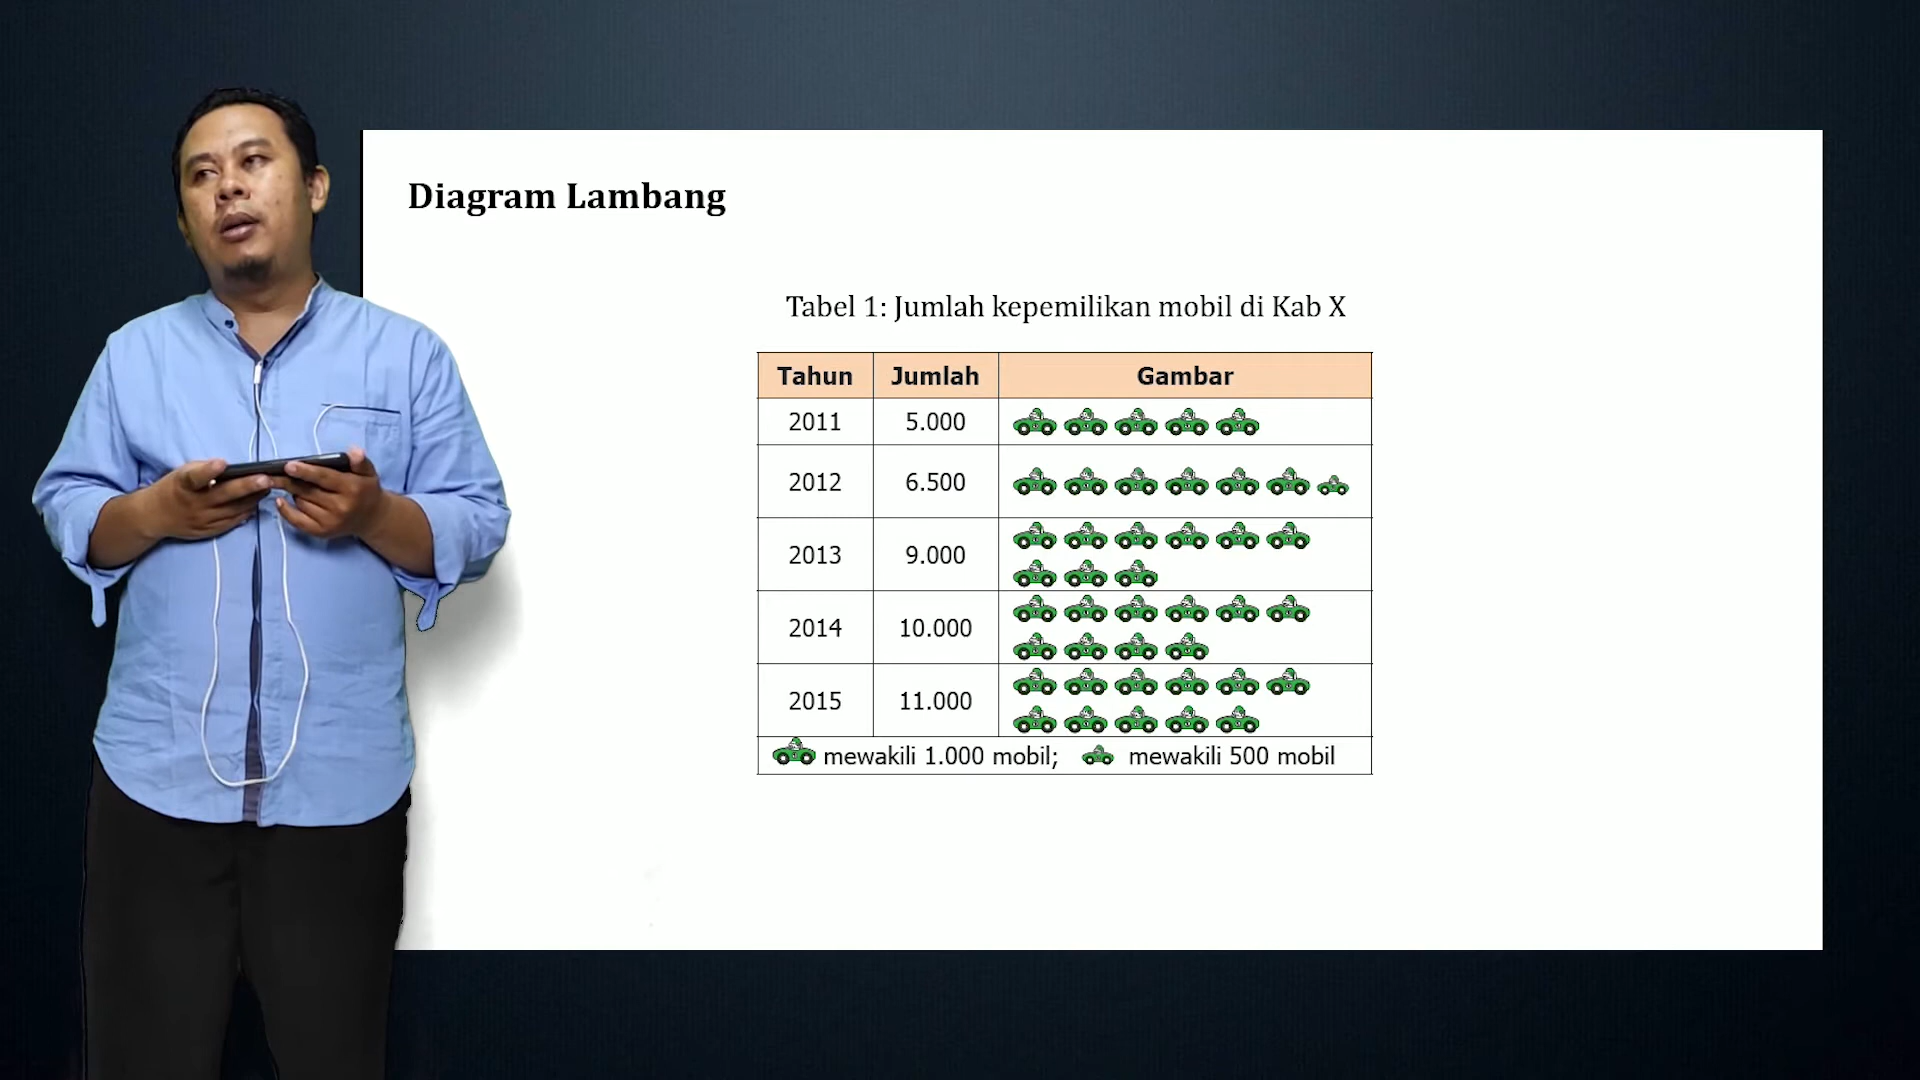 Diagram Lambang
Tabel 1: Jumlah kepemilikan mobil di Kab X
Tahun Jumlah Gambar
2011 5.000
2012 6.500
2013 9.000
2014 10.000
2015 11.000
mewakili 1.000 mobil; mewakili 500 mobil